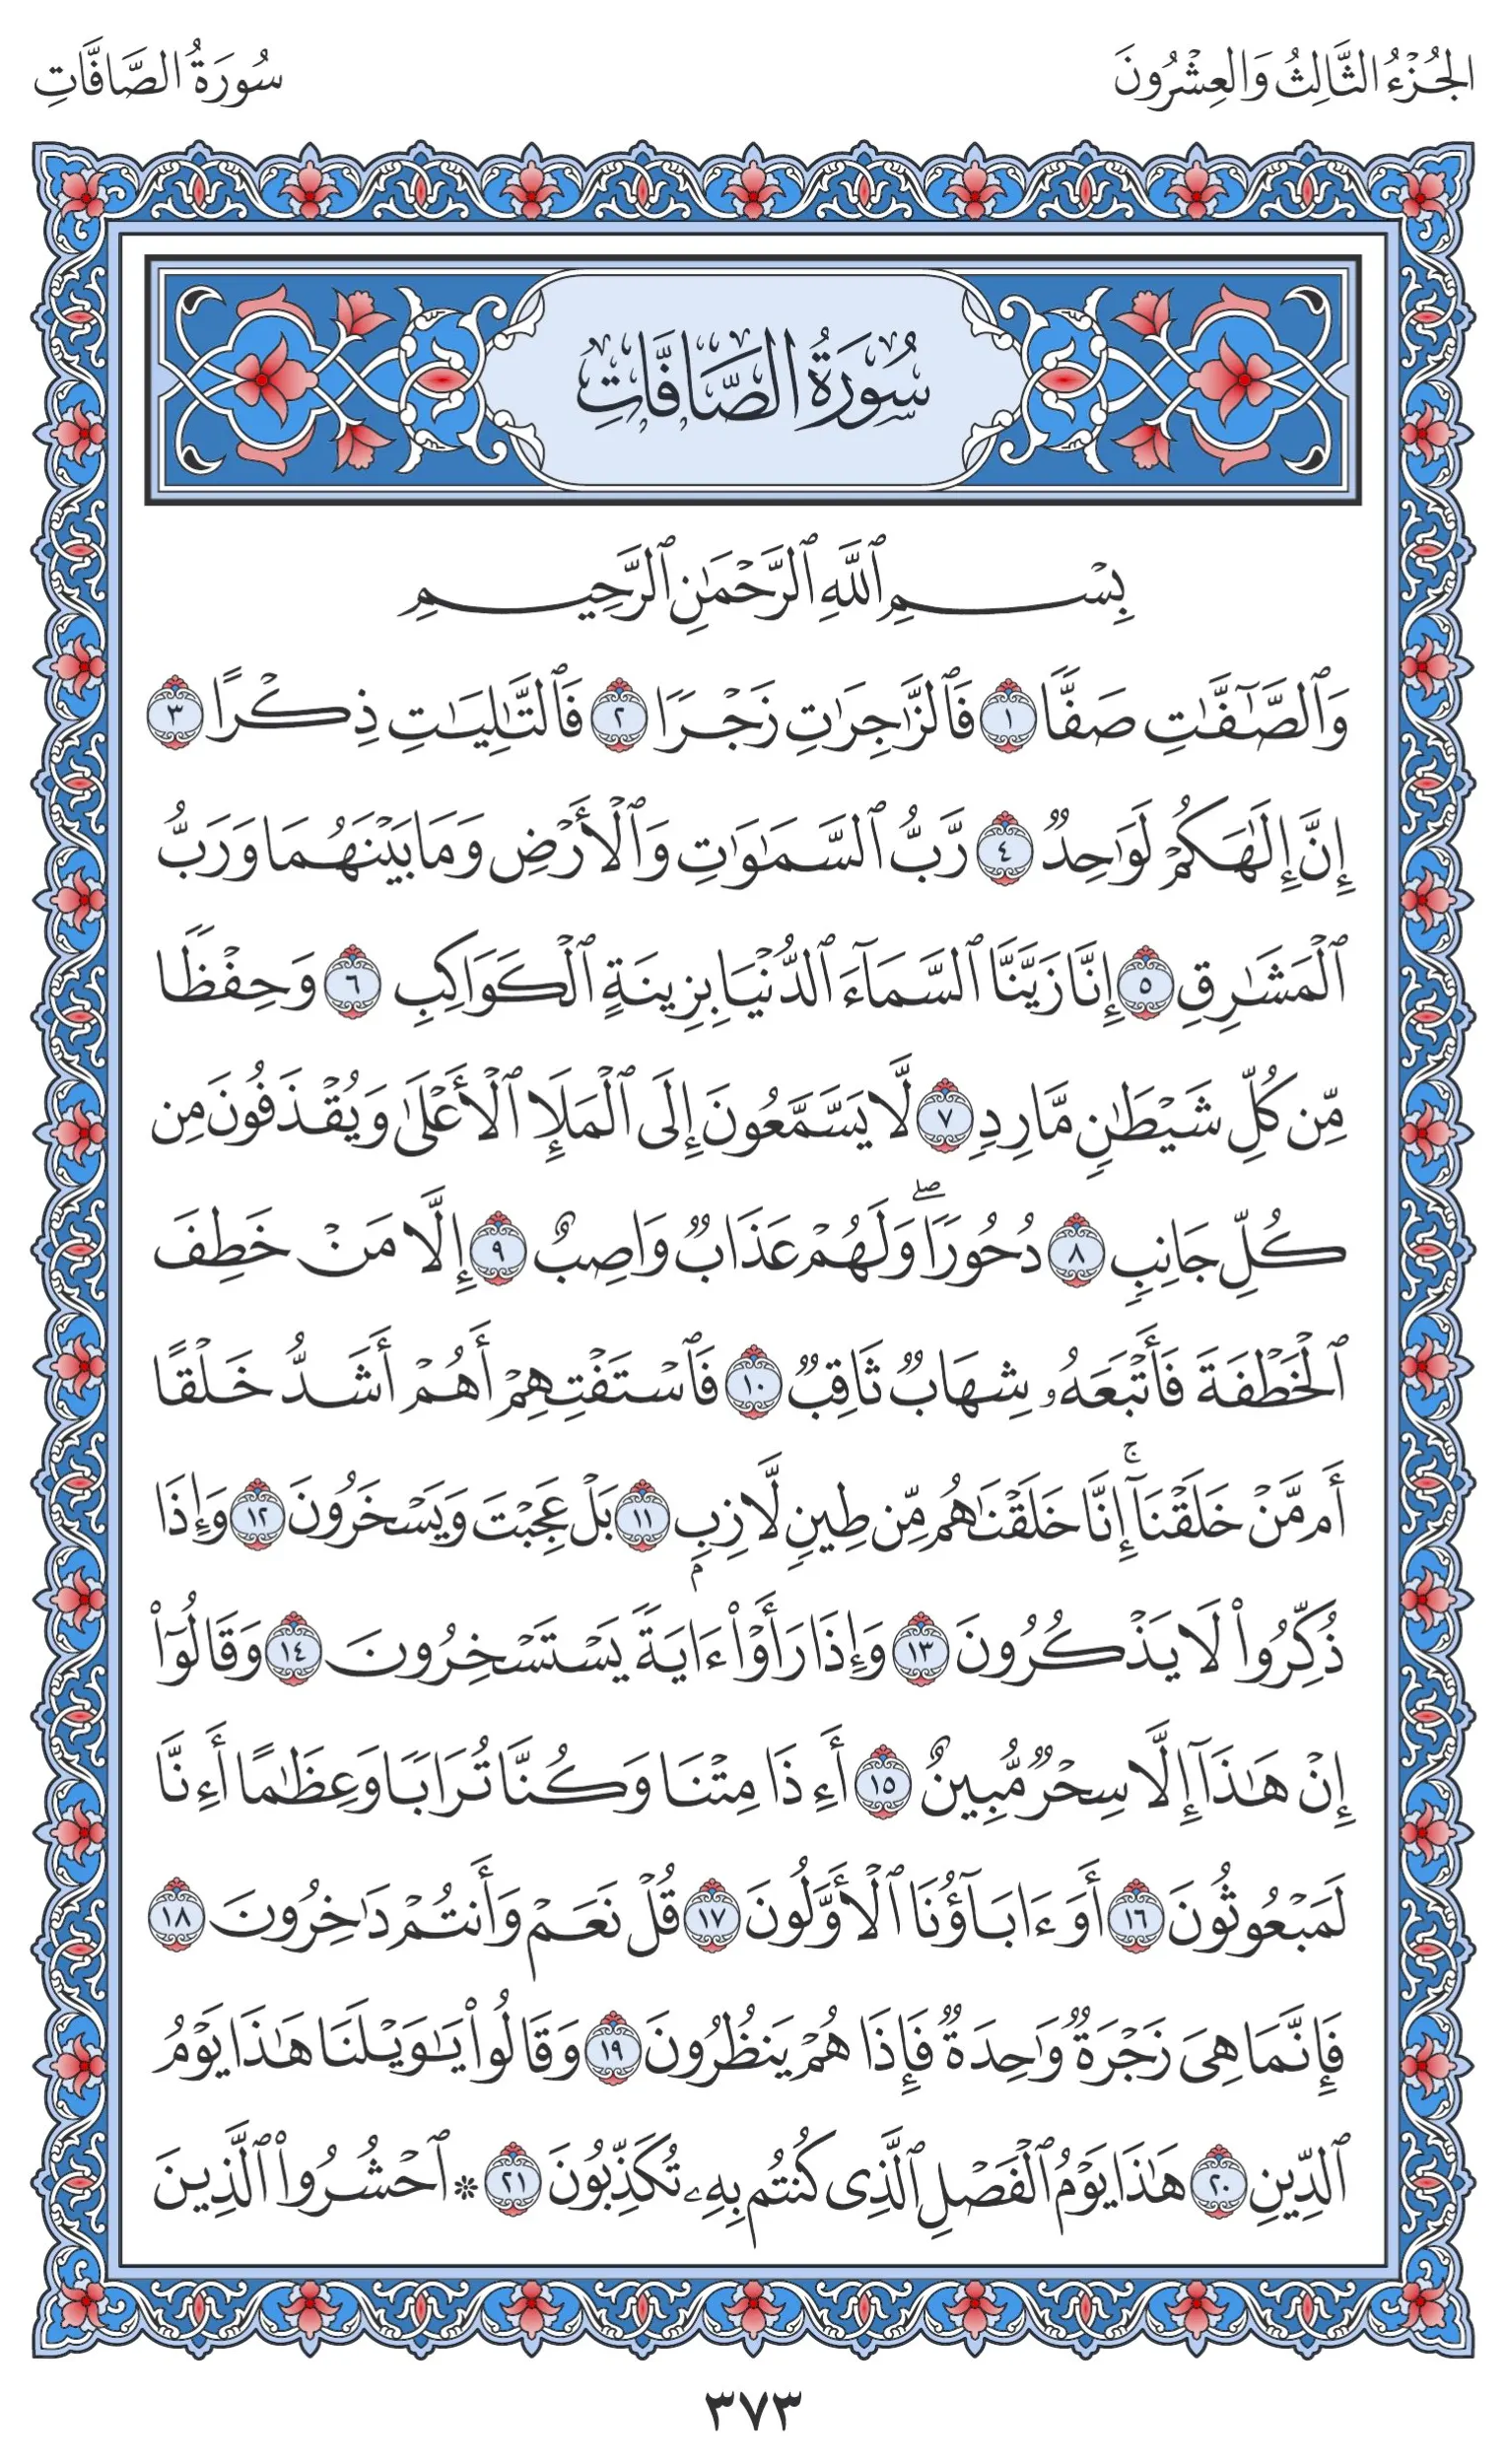 الجُزْءُ الثَّالِثُ وَالعِشْرُونَ
سُورَةُ الصَّافَّاتِ
سُورَةُ الصَّافَّاتِ
بِسْمِ ٱللَّهِ ٱلرَّحْمَٰنِ ٱلرَّحِيمِ
وَٱلصَّٰٓفَّٰتِ صَفًّا ١ فَٱلزَّٰجِرَٰتِ زَجْرًا ٢ فَٱلتَّٰلِيَٰتِ ذِكْرًا ٣
إِنَّ إِلَٰهَكُمْ لَوَٰحِدٌ ٤ رَّبُّ ٱلسَّمَٰوَٰتِ وَٱلْأَرْضِ وَمَا بَيْنَهُمَا وَرَبُّ
ٱلْمَشَٰرِقِ ٥ إِنَّا زَيَّنَّا ٱلسَّمَآءَ ٱلدُّنْيَا بِزِينَةٍ ٱلْكَوَاكِبِ ٦ وَحِفْظًا
مِّن كُلِّ شَيْطَٰنٍ مَّارِدٍ ٧ لَّا يَسَّمَّعُونَ إِلَى ٱلْمَلَإِ ٱلْأَعْلَىٰ وَيُقْذَفُونَ مِن
كُلِّ جَانِبٍ ٨ دُحُورًا ۖ وَلَهُمْ عَذَابٌ وَاصِبٌ ٩ إِلَّا مَنْ خَطِفَ
ٱلْخَطْفَةَ فَأَتْبَعَهُۥ شِهَابٌ ثَاقِبٌ ١٠ فَٱسْتَفْتِهِمْ أَهُمْ أَشَدُّ خَلْقًا
أَم مَّنْ خَلَقْنَآ ۚ إِنَّا خَلَقْنَٰهُم مِّن طِينٍ لَّازِبٍۭ ١١ بَلْ عَجِبْتَ وَيَسْخَرُونَ ١٢ وَإِذَا
ذُكِّرُوا۟ لَا يَذْكُرُونَ ١٣ وَإِذَا رَأَوْا۟ ءَايَةً يَسْتَسْخِرُونَ ١٤ وَقَالُوٓا۟
إِنْ هَٰذَآ إِلَّا سِحْرٌ مُّبِينٌ ١٥ أَءِذَا مِتْنَا وَكُنَّا تُرَابًا وَعِظَٰمًا أَءِنَّا
لَمَبْعُوثُونَ ١٦ أَوَءَابَآؤُنَا ٱلْأَوَّلُونَ ١٧ قُلْ نَعَمْ وَأَنتُمْ دَٰخِرُونَ ١٨
فَإِنَّمَا هِىَ زَجْرَةٌ وَٰحِدَةٌ فَإِذَا هُمْ يَنظُرُونَ ١٩ وَقَالُوا۟ يَٰوَيْلَنَا هَٰذَا يَوْمُ
ٱلدِّينِ ٢٠ هَٰذَا يَوْمُ ٱلْفَصْلِ ٱلَّذِى كُنتُم بِهِۦ تُكَذِّبُونَ ٢١ * ٱحْشُرُوا۟ ٱلَّذِينَ
٣٧٣